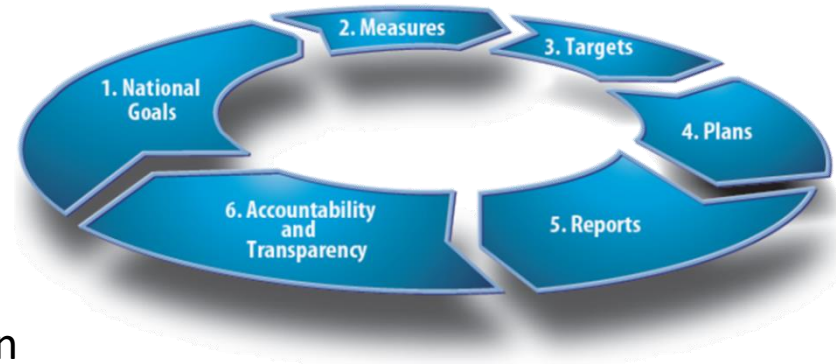 1. National
Goals
2. Measures
3. Targets
4. Plans
5. Reports
6. Accountability
and
Transparency
n